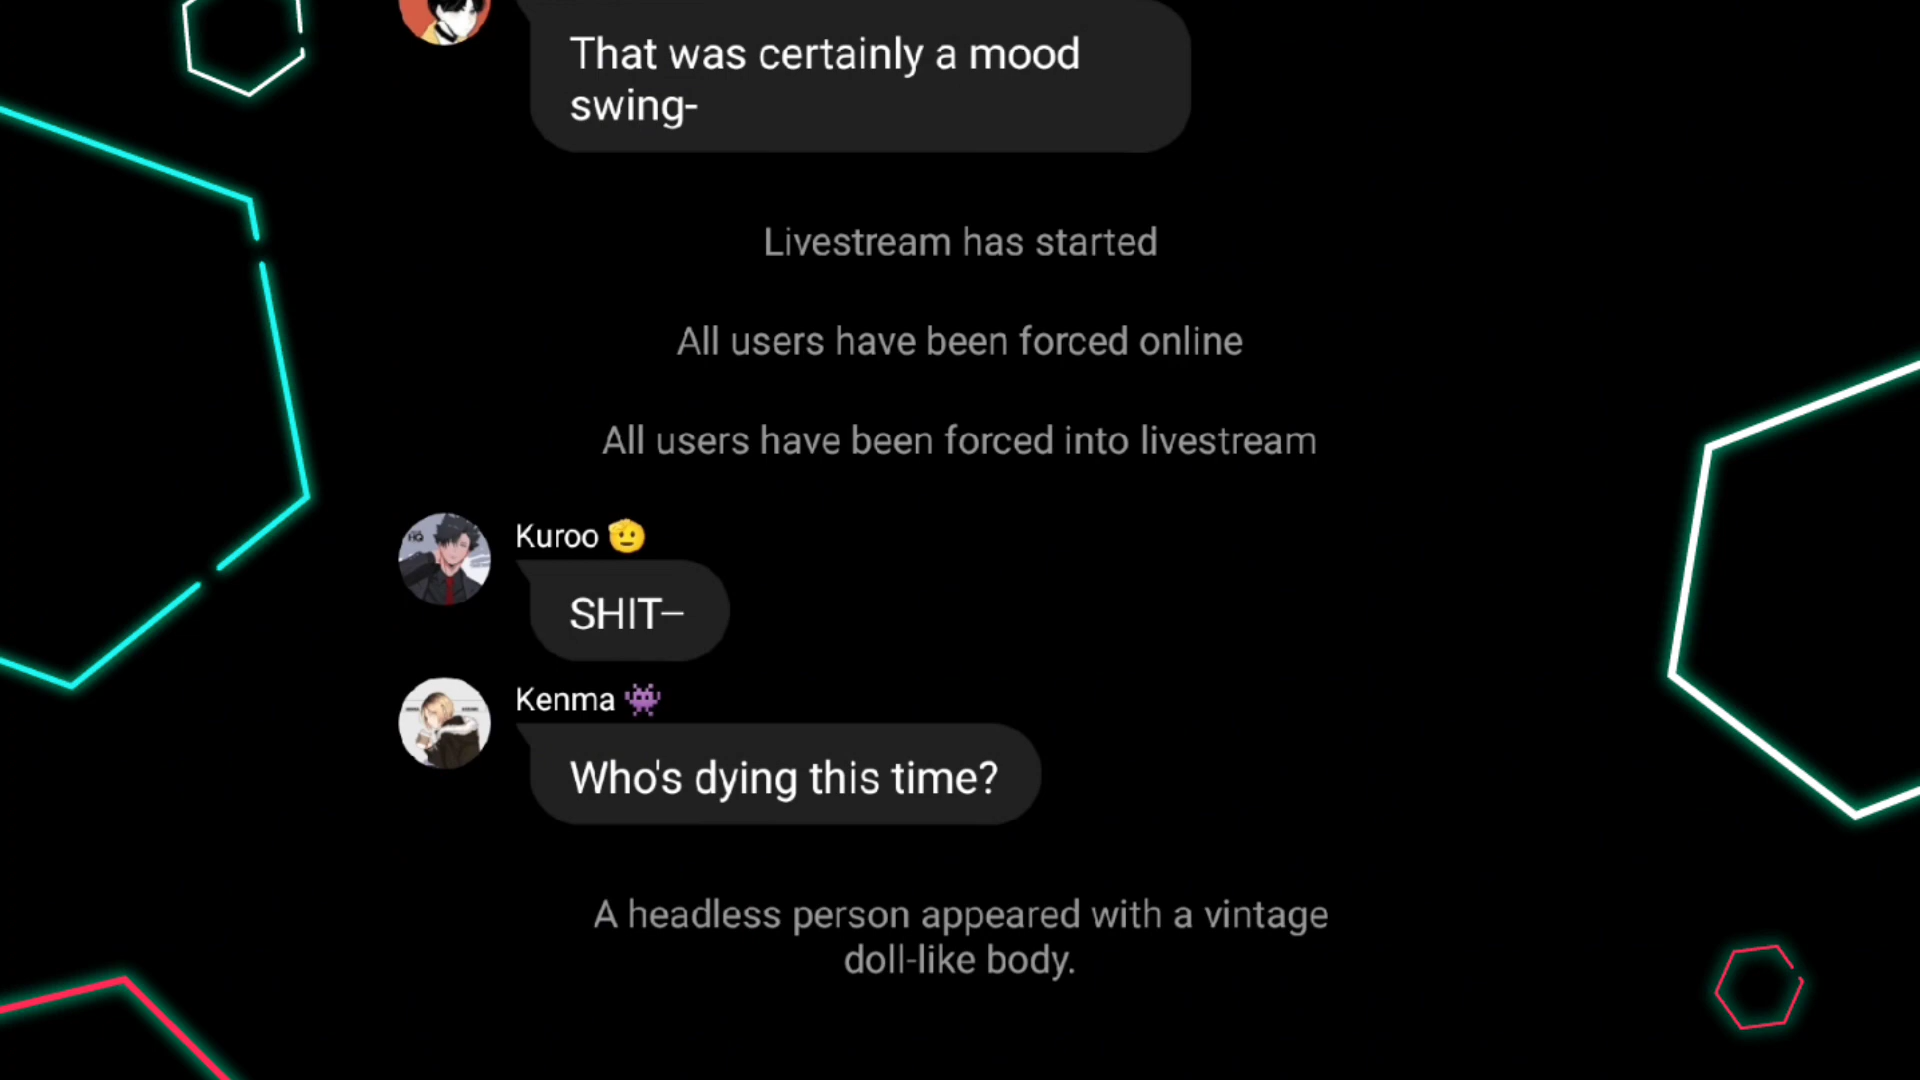 That was certainly a mood
swing-
Livestream has started
All users have been forced online
All users have been forced into livestream
Kuroo 🫡
SHIT–
Kenma 👾
Who's dying this time?
A headless person appeared with a vintage
doll-like body.